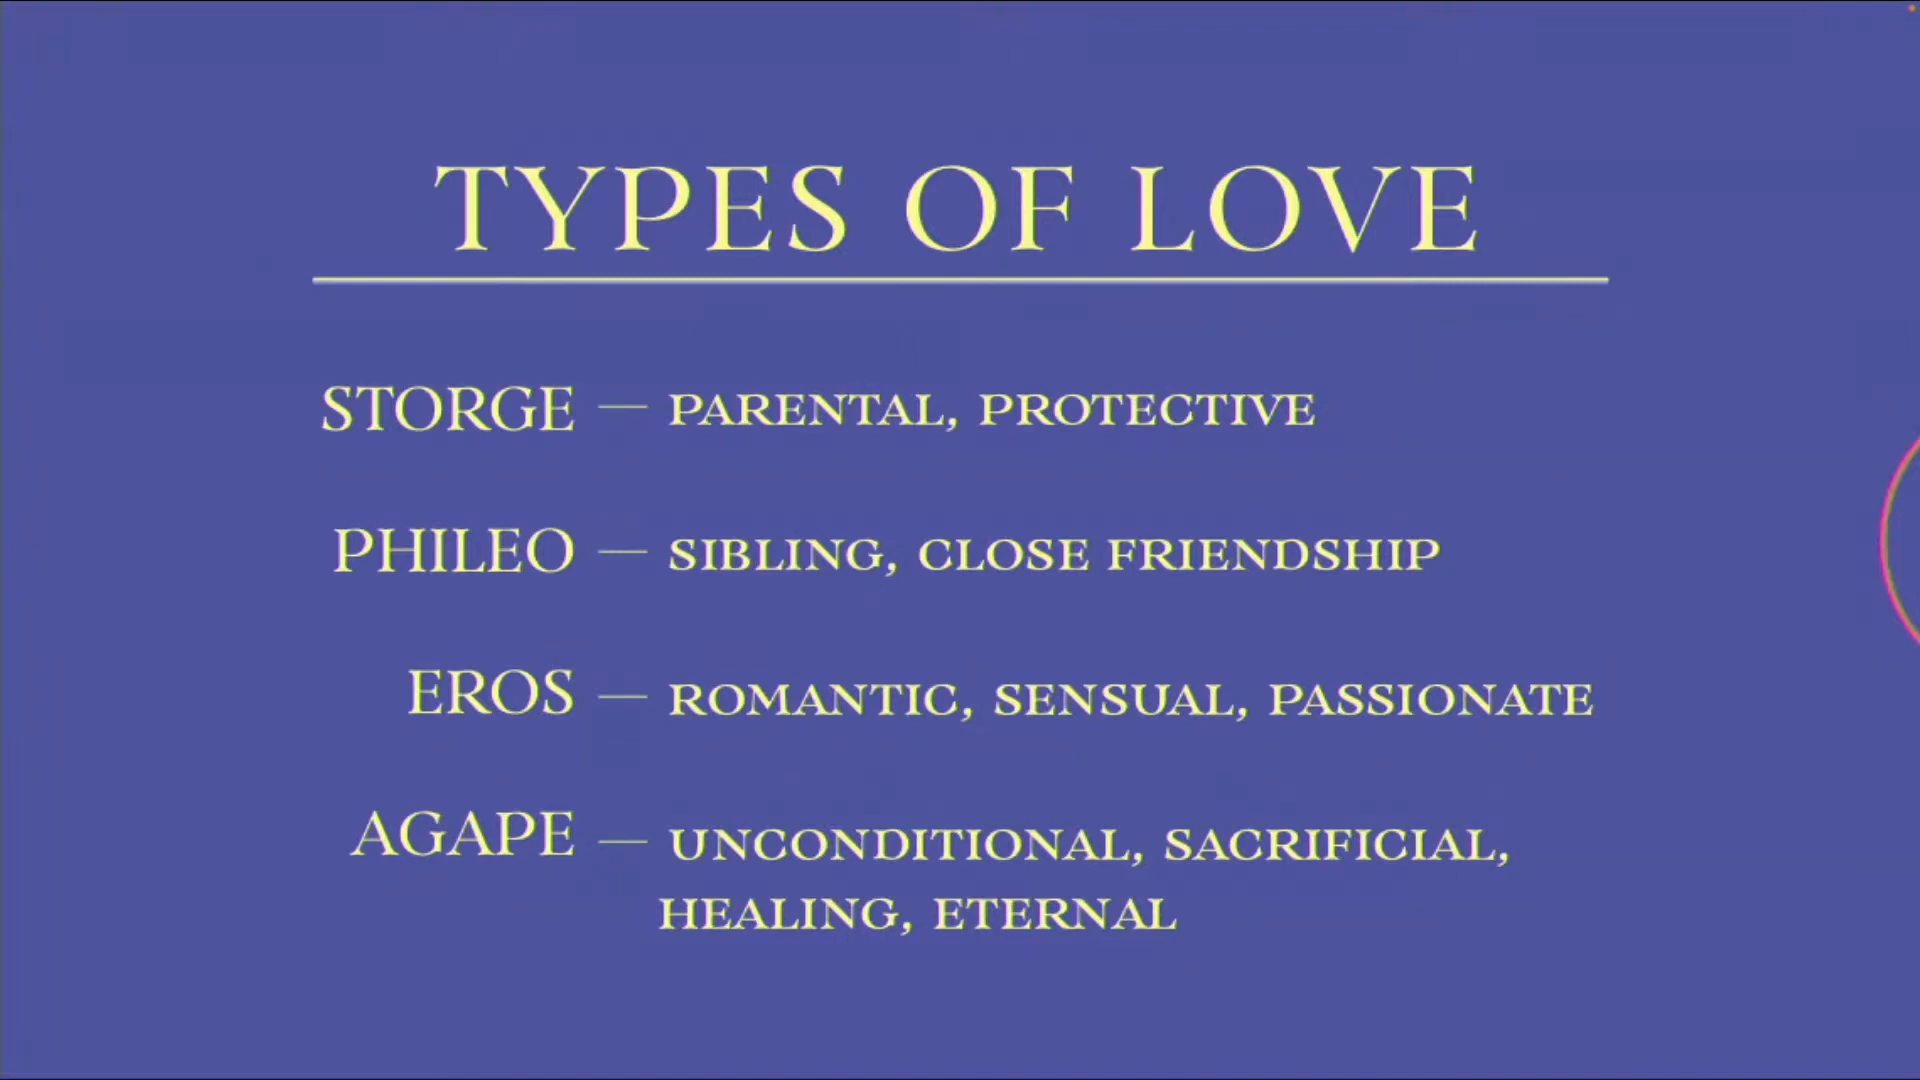 TYPES OF LOVE
STORGE — PARENTAL, PROTECTIVE
PHILEO — SIBLING, CLOSE FRIENDSHIP
EROS — ROMANTIC, SENSUAL, PASSIONATE
AGAPE — UNCONDITIONAL, SACRIFICIAL,
HEALING, ETERNAL